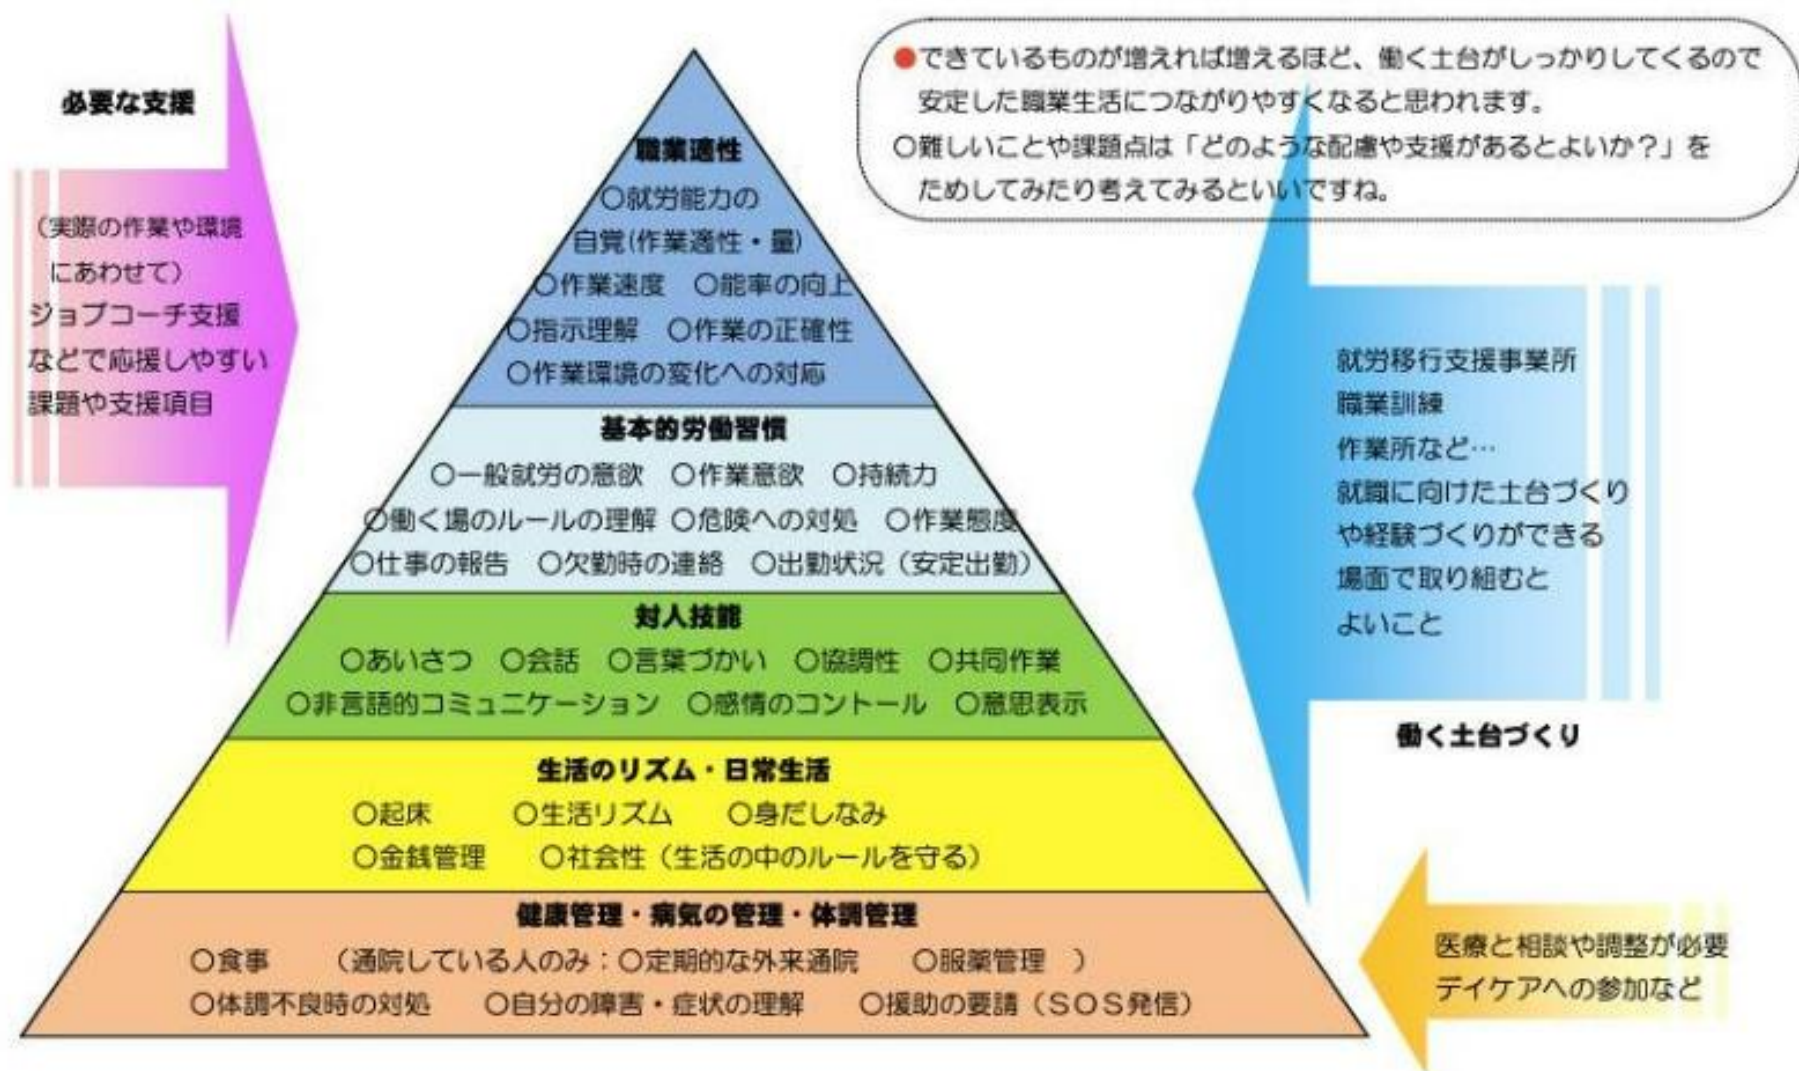 必要な支援
(実際の作業や環境
にあわせて)
ジョブコーチ支援
などで応援しやすい
課題や支援項目
●できているものが増えれば増えるほど、働く土台がしっかりしてくるので
安定した職業生活につながりやすくなると思われます。
○難しいことや課題点は「どのような配慮や支援があるとよいか？」を
ためしてみたり考えてみるといいですね。
職業適性
○就労能力の
自覚(作業適性・量)
○作業速度 ○能率の向上
○指示理解 ○作業の正確性
○作業環境の変化への対応
基本的労働習慣
○一般就労の意欲 ○作業意欲 ○持続力
○働く場のルールの理解 ○危険への対処 ○作業態度
○仕事の報告 ○欠勤時の連絡 ○出勤状況（安定出勤）
対人技能
○あいさつ ○会話 ○言葉づかい ○協調性 ○共同作業
○非言語的コミュニケーション ○感情のコントール ○意思表示
生活のリズム・日常生活
○起床 ○生活リズム ○身だしなみ
○金銭管理 ○社会性（生活の中のルールを守る）
健康管理・病気の管理・体調管理
○食事 （通院している人のみ：○定期的な外来通院 ○服薬管理 ）
○体調不良時の対処 ○自分の障害・症状の理解 ○援助の要請（ＳＯＳ発信）
就労移行支援事業所
職業訓練
作業所など…
就職に向けた土台づくり
や経験づくりができる
場面で取り組むと
よいこと
働く土台づくり
医療と相談や調整が必要
デイケアへの参加など